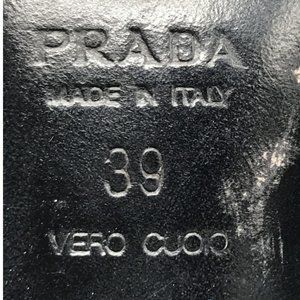 PRADA
MADE IN ITALY
39
VERO CUOIO